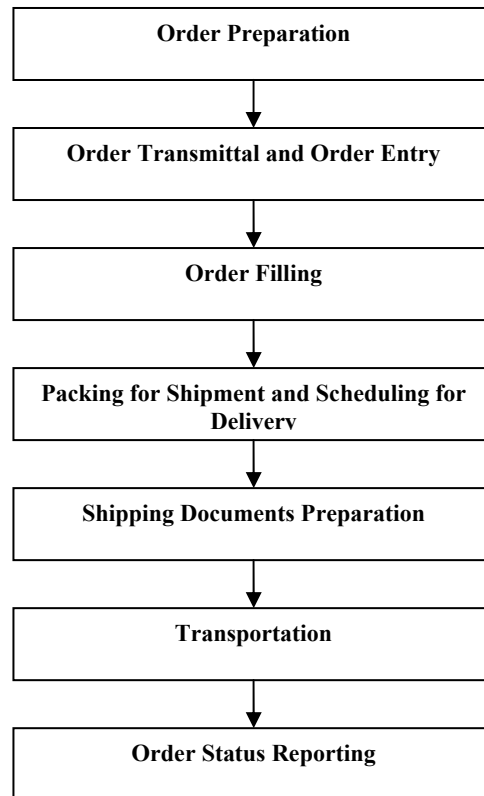 Order Preparation
Order Transmittal and Order Entry
Order Filling
Packing for Shipment and Scheduling for
Delivery
Shipping Documents Preparation
Transportation
Order Status Reporting